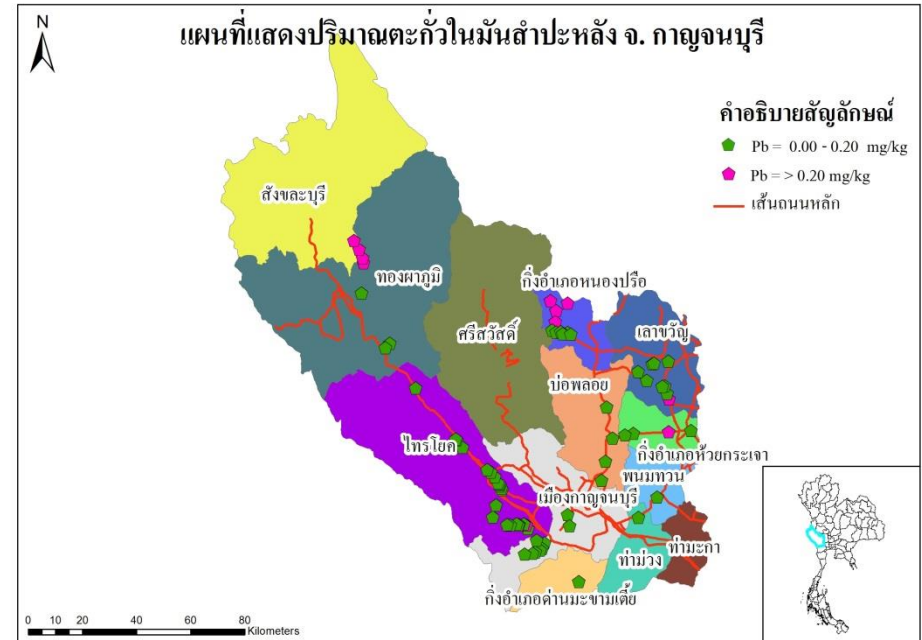 แผนที่แสดงปริมาณตะกั่วในมันสำปะหลัง จ. กาญจนบุรี
N
คำอธิบายสัญลักษณ์
Pb = 0.00 - 0.20 mg/kg
Pb = > 0.20 mg/kg
เส้นถนนหลัก
สังขละบุรี
ทองผาภูมิ
กิ่งอำเภอหนองปรือ
เลาขวัญ
ศรีสวัสดิ์
บ่อพลอย
ไทรโยค
กิ่งอำเภอห้วยกระเจา
พนมทวน
เมืองกาญจนบุรี
ท่ามะกา
ท่าม่วง
กิ่งอำเภอด่านมะขามเตี้ย
0 10 20 40 60 80
Kilometers